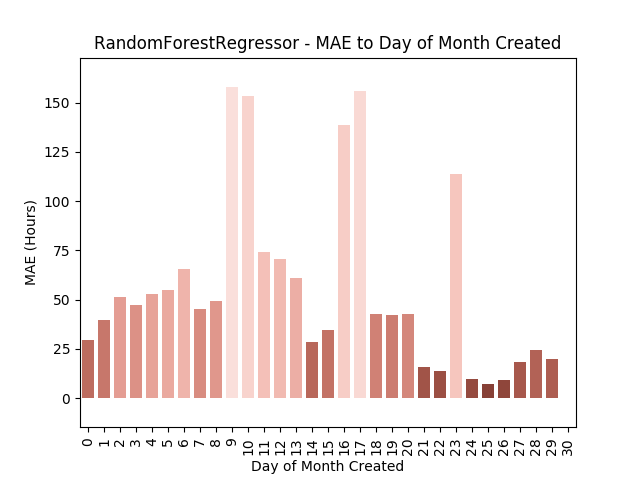 RandomForestRegressor - MAE to Day of Month Created
MAE (Hours)
150
125
100
75
50
25
0
0 1 2 3 4 5 6 7 8 9 10 11 12 13 14 15 16 17 18 19 20 21 22 23 24 25 26 27 28 29 30
Day of Month Created